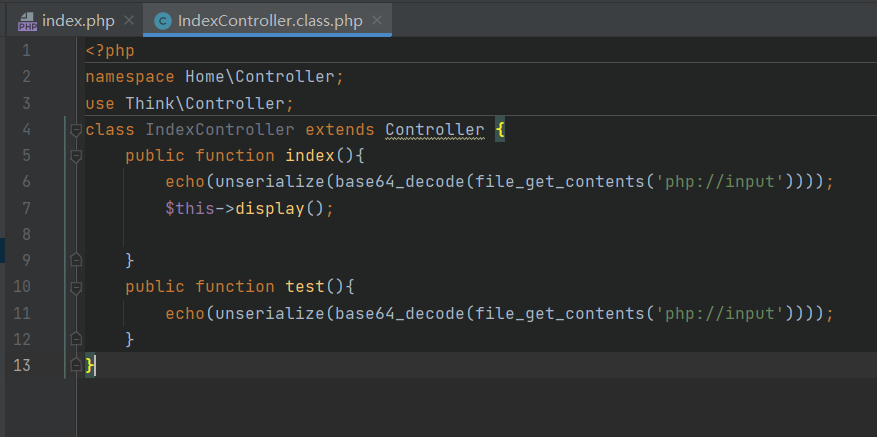 index.php × IndexController.class.php ×
1 <?php
2 namespace Home\Controller;
3 use Think\Controller;
4 class IndexController extends Controller {
5     public function index(){
6         echo(unserialize(base64_decode(file_get_contents('php://input'))));
7         $this->display();
8
9     }
10     public function test(){
11         echo(unserialize(base64_decode(file_get_contents('php://input'))));
12     }
13 }